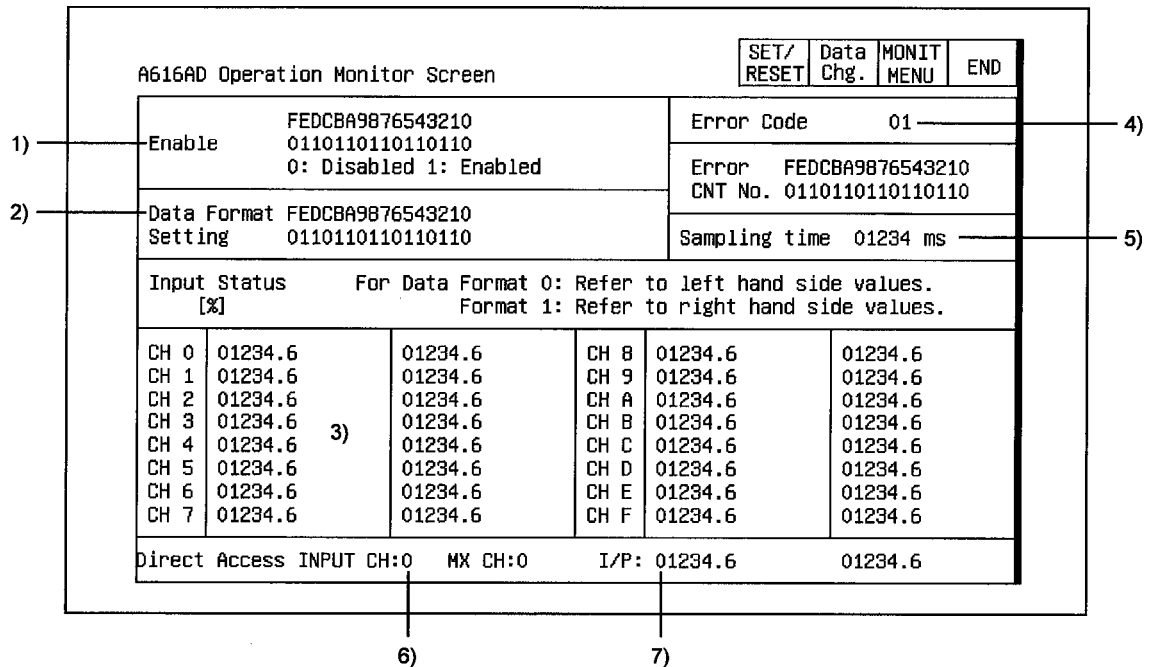 A616AD Operation Monitor Screen
SET/ RESET
Data Chg.
MONIT MENU
END
1)
Enable
FEDCBA9876543210
0110110110110110
0: Disabled 1: Enabled
Error Code 01
4)
Error FEDCBA9876543210
CNT No. 0110110110110110
2)
Data Format FEDCBA9876543210
Setting 0110110110110110
Sampling time 01234 ms
5)
Input Status For Data Format 0: Refer to left hand side values.
[%] Format 1: Refer to right hand side values.
CH 0 01234.6 01234.6 CH 8 01234.6 01234.6
CH 1 01234.6 01234.6 CH 9 01234.6 01234.6
CH 2 01234.6 01234.6 CH A 01234.6 01234.6
CH 3 01234.6 01234.6 CH B 01234.6 01234.6
3)
CH 4 01234.6 01234.6 CH C 01234.6 01234.6
CH 5 01234.6 01234.6 CH D 01234.6 01234.6
CH 6 01234.6 01234.6 CH E 01234.6 01234.6
CH 7 01234.6 01234.6 CH F 01234.6 01234.6
Direct Access INPUT CH:0 MX CH:0 I/P: 01234.6 01234.6
6) 7)